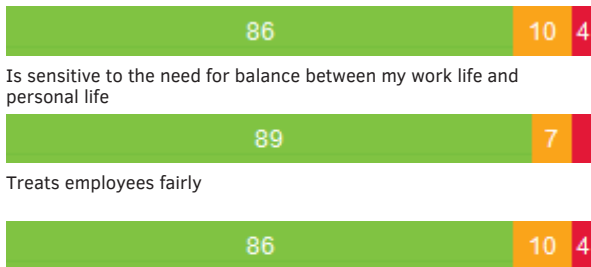 86 10 4
Is sensitive to the need for balance between my work life and
personal life
89 7
Treats employees fairly
86 10 4